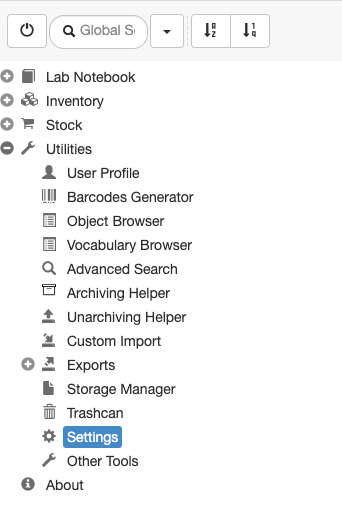 Global S
Lab Notebook
Inventory
Stock
Utilities
User Profile
Barcodes Generator
Object Browser
Vocabulary Browser
Advanced Search
Archiving Helper
Unarchiving Helper
Custom Import
Exports
Storage Manager
Trashcan
Settings
Other Tools
About